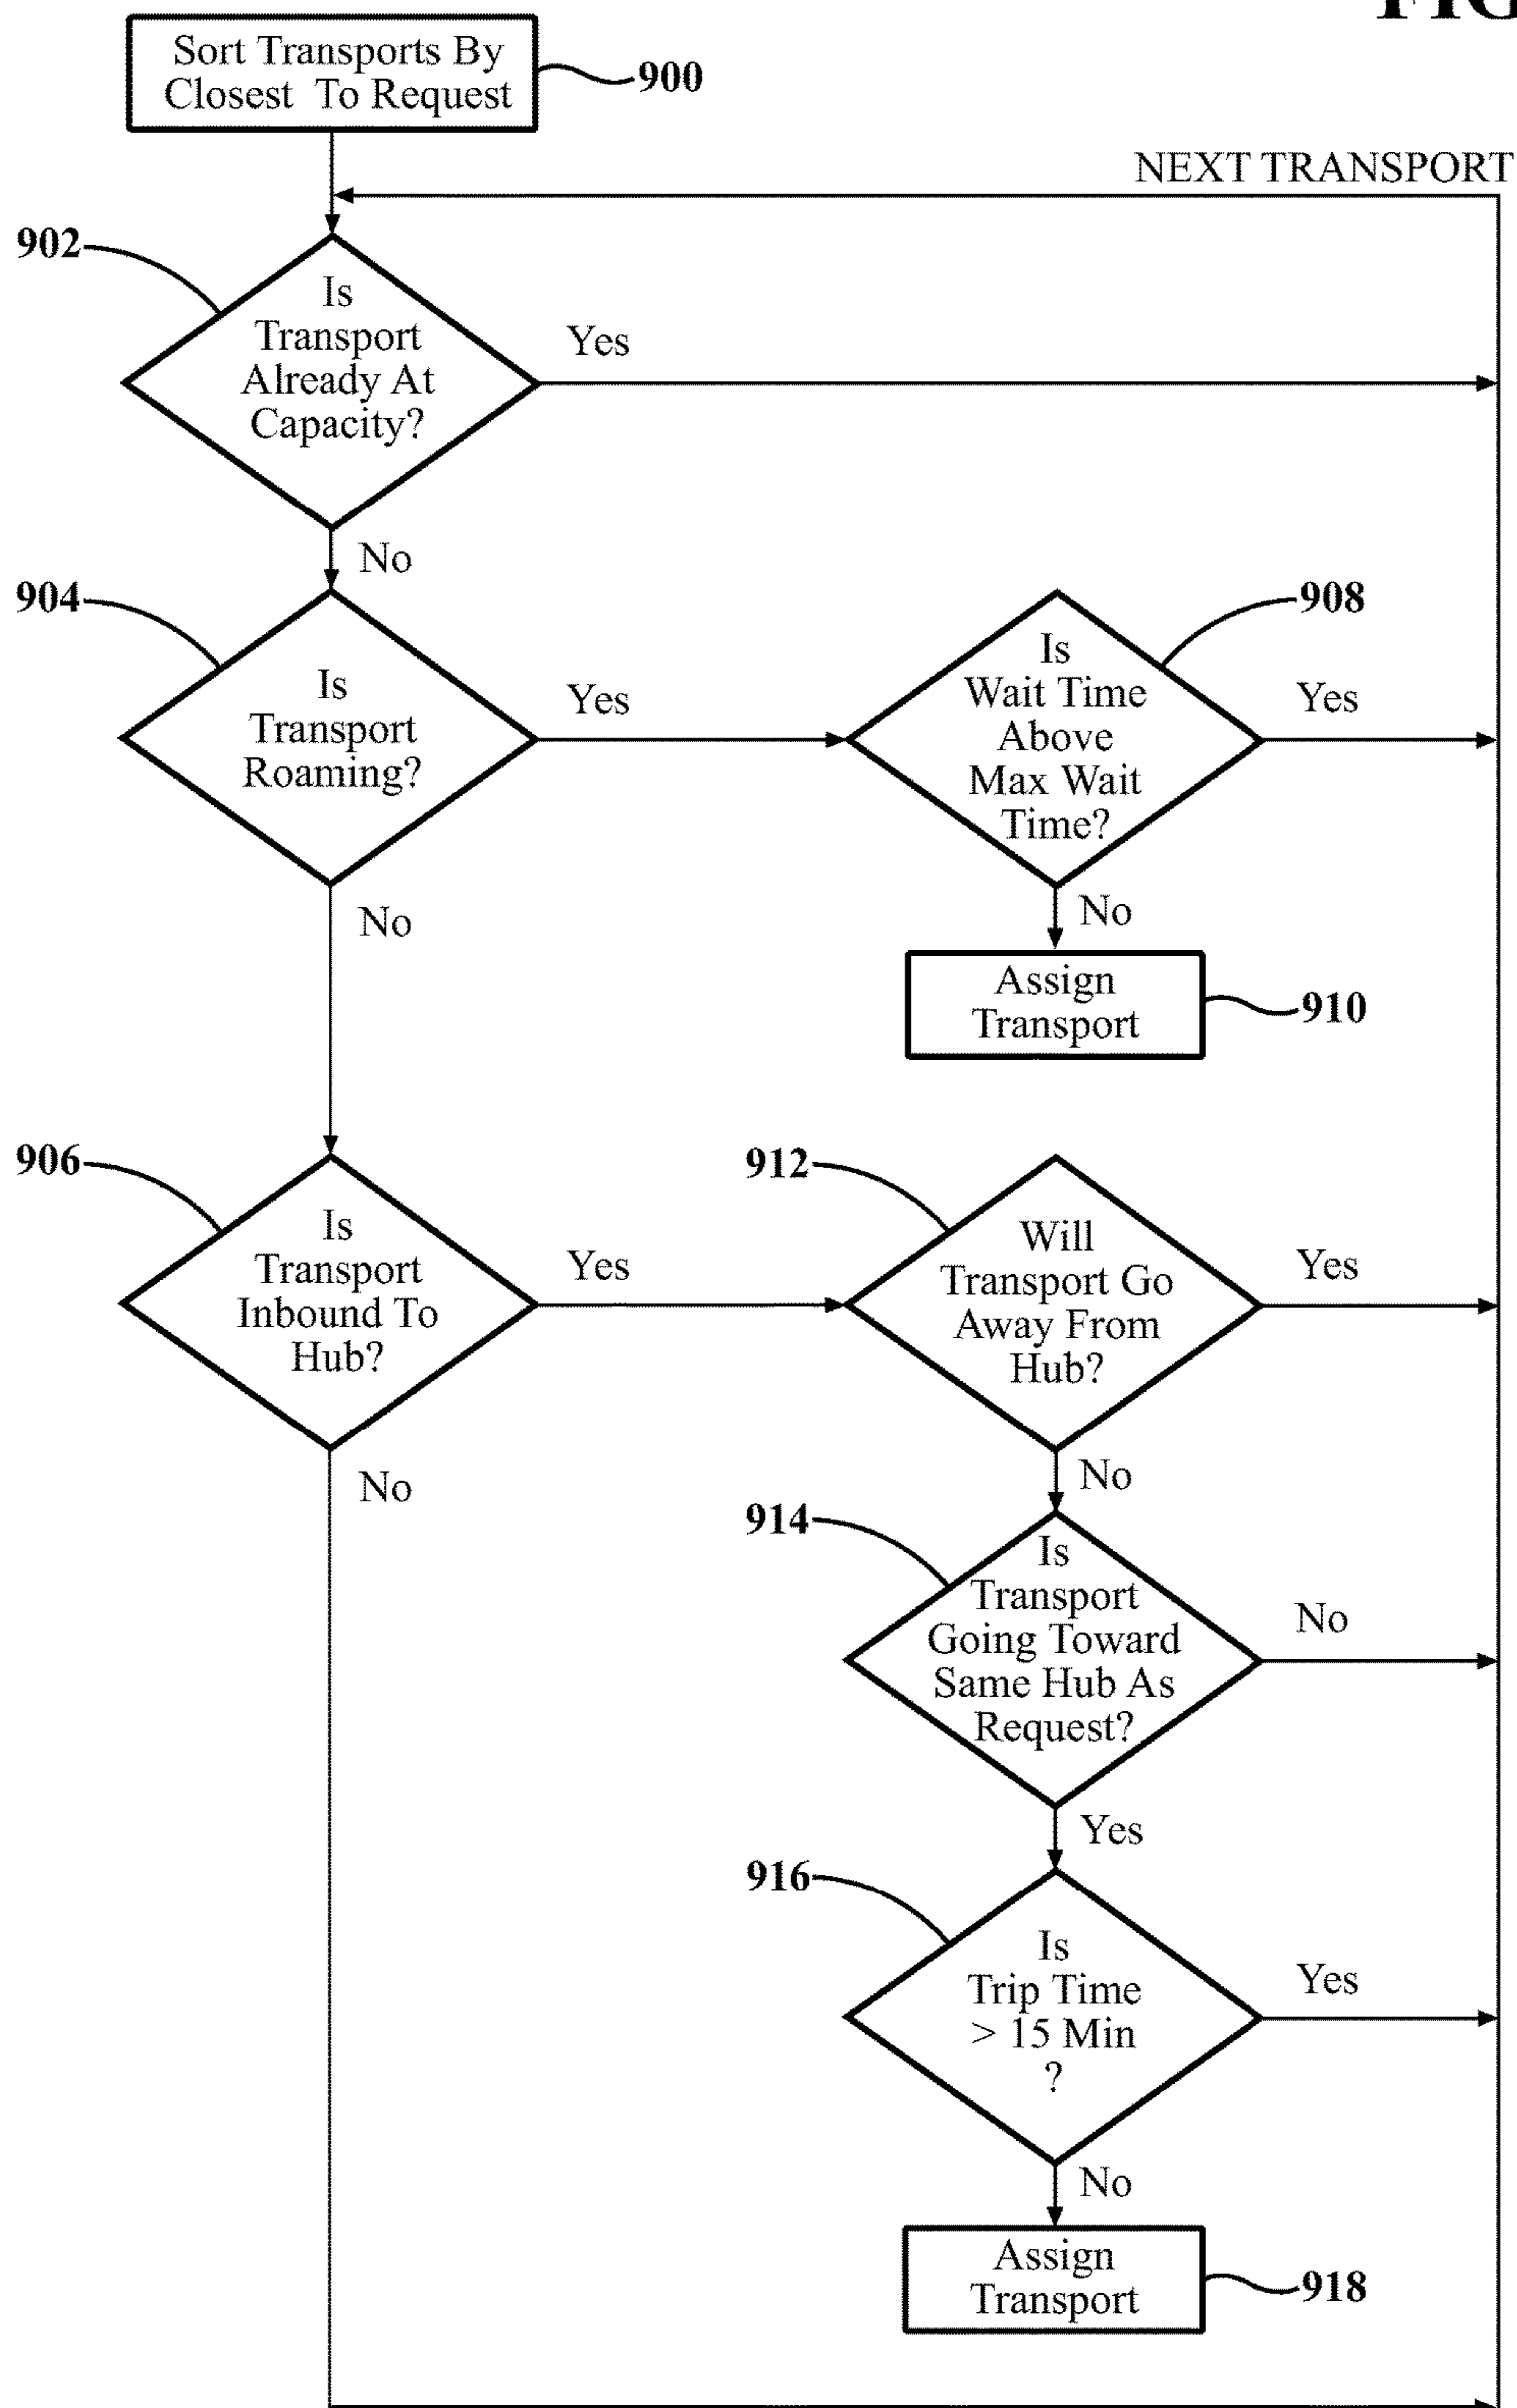 Sort Transports By
Closest To Request
900
NEXT TRANSPORT
902
Is
Transport
Already At
Capacity?
Yes
No
904
Is
Transport
Roaming?
Yes
No
908
Is
Wait Time
Above
Max Wait
Time?
Yes
No
Assign
Transport
910
906
Is
Transport
Inbound To
Hub?
Yes
No
912
Will
Transport Go
Away From
Hub?
Yes
No
914
Is
Transport
Going Toward
Same Hub As
Request?
No
Yes
916
Is
Trip Time
> 15 Min
?
Yes
No
Assign
Transport
918